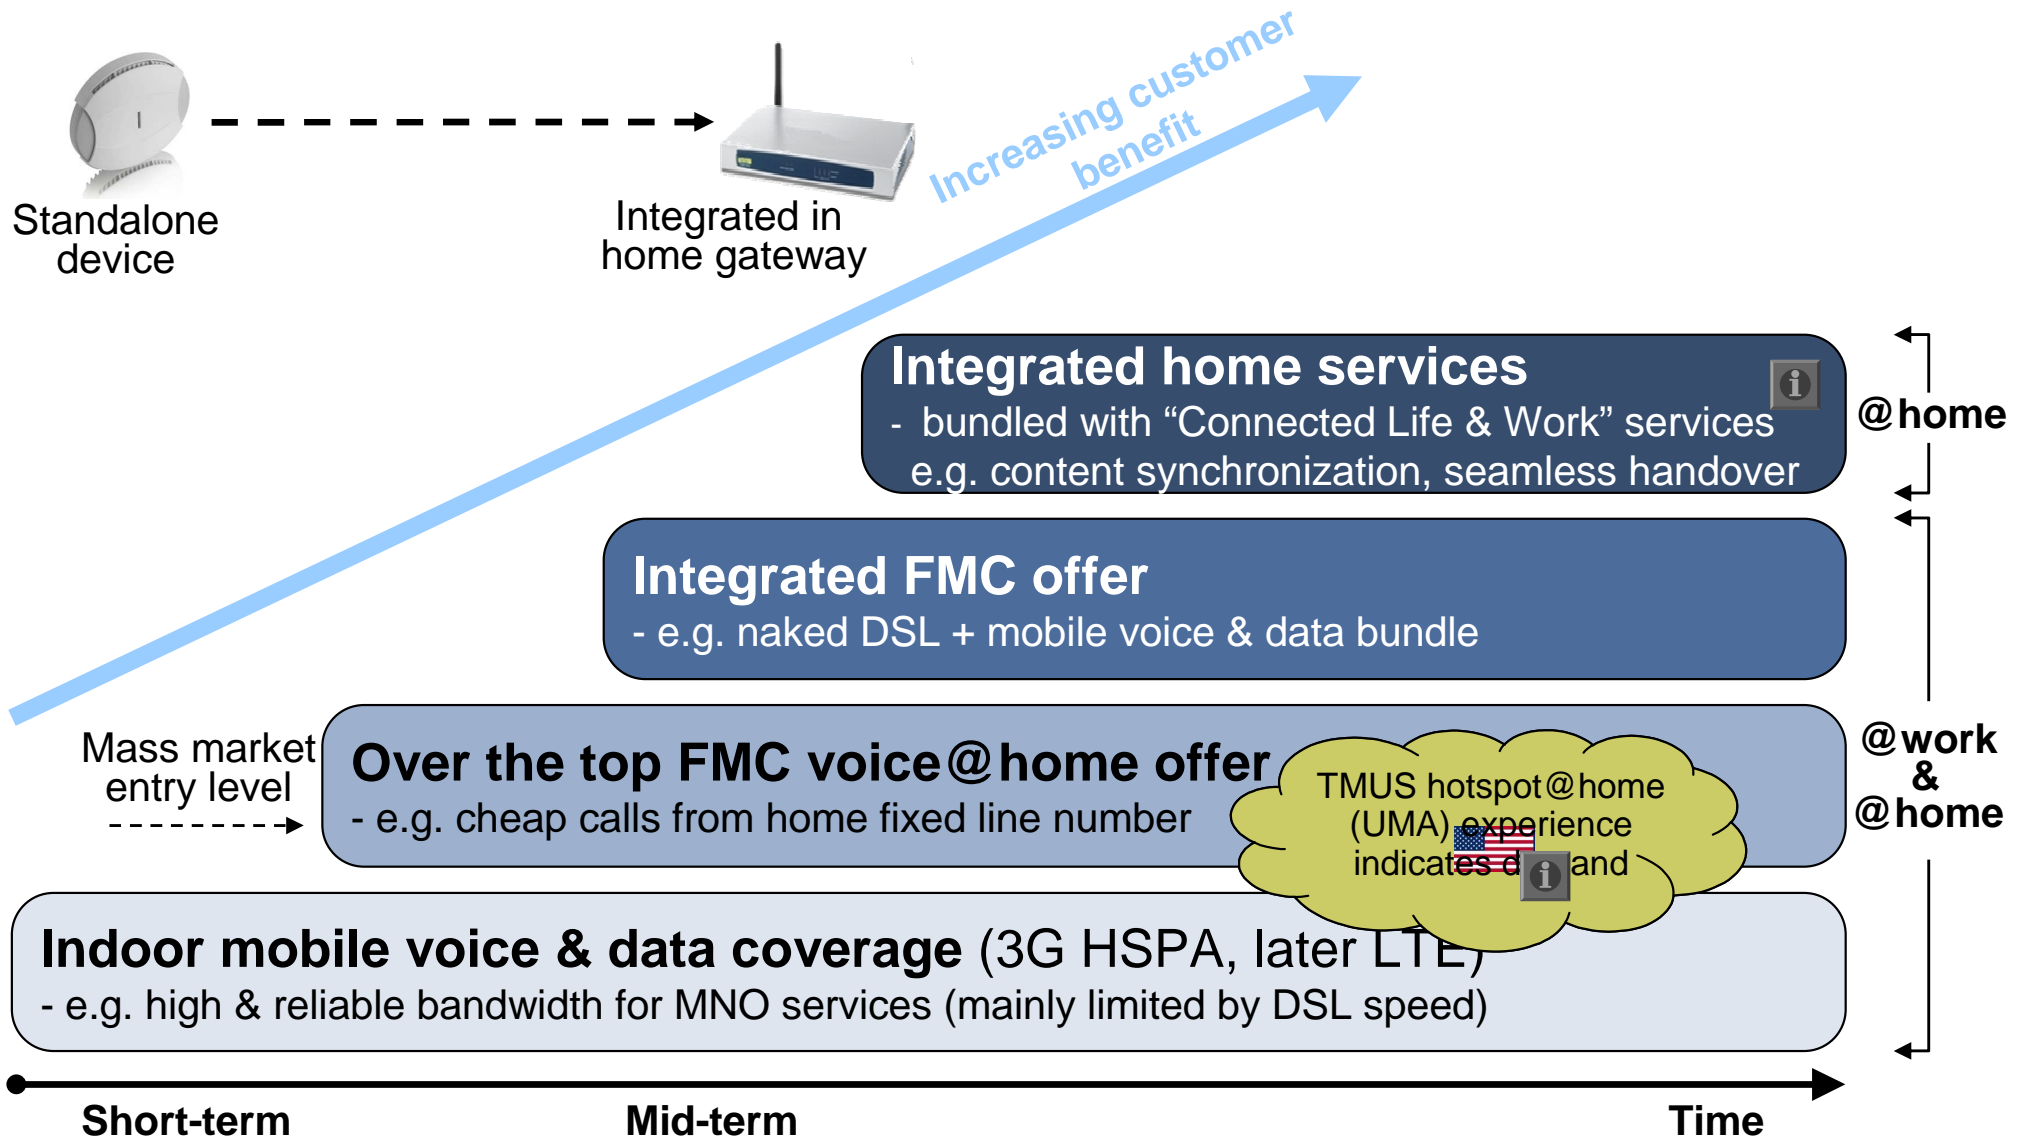 Increasing customer
benefit
Standalone
device
Integrated in
home gateway
Integrated home services
- bundled with “Connected Life & Work” services
e.g. content synchronization, seamless handover
@home
Integrated FMC offer
- e.g. naked DSL + mobile voice & data bundle
Mass market
entry level
Over the top FMC voice@home offer
- e.g. cheap calls from home fixed line number
TMUS hotspot@home
(UMA) experience
indicates demand
@work
&
@home
Indoor mobile voice & data coverage (3G HSPA, later LTE)
- e.g. high & reliable bandwidth for MNO services (mainly limited by DSL speed)
Short-term
Mid-term
Time